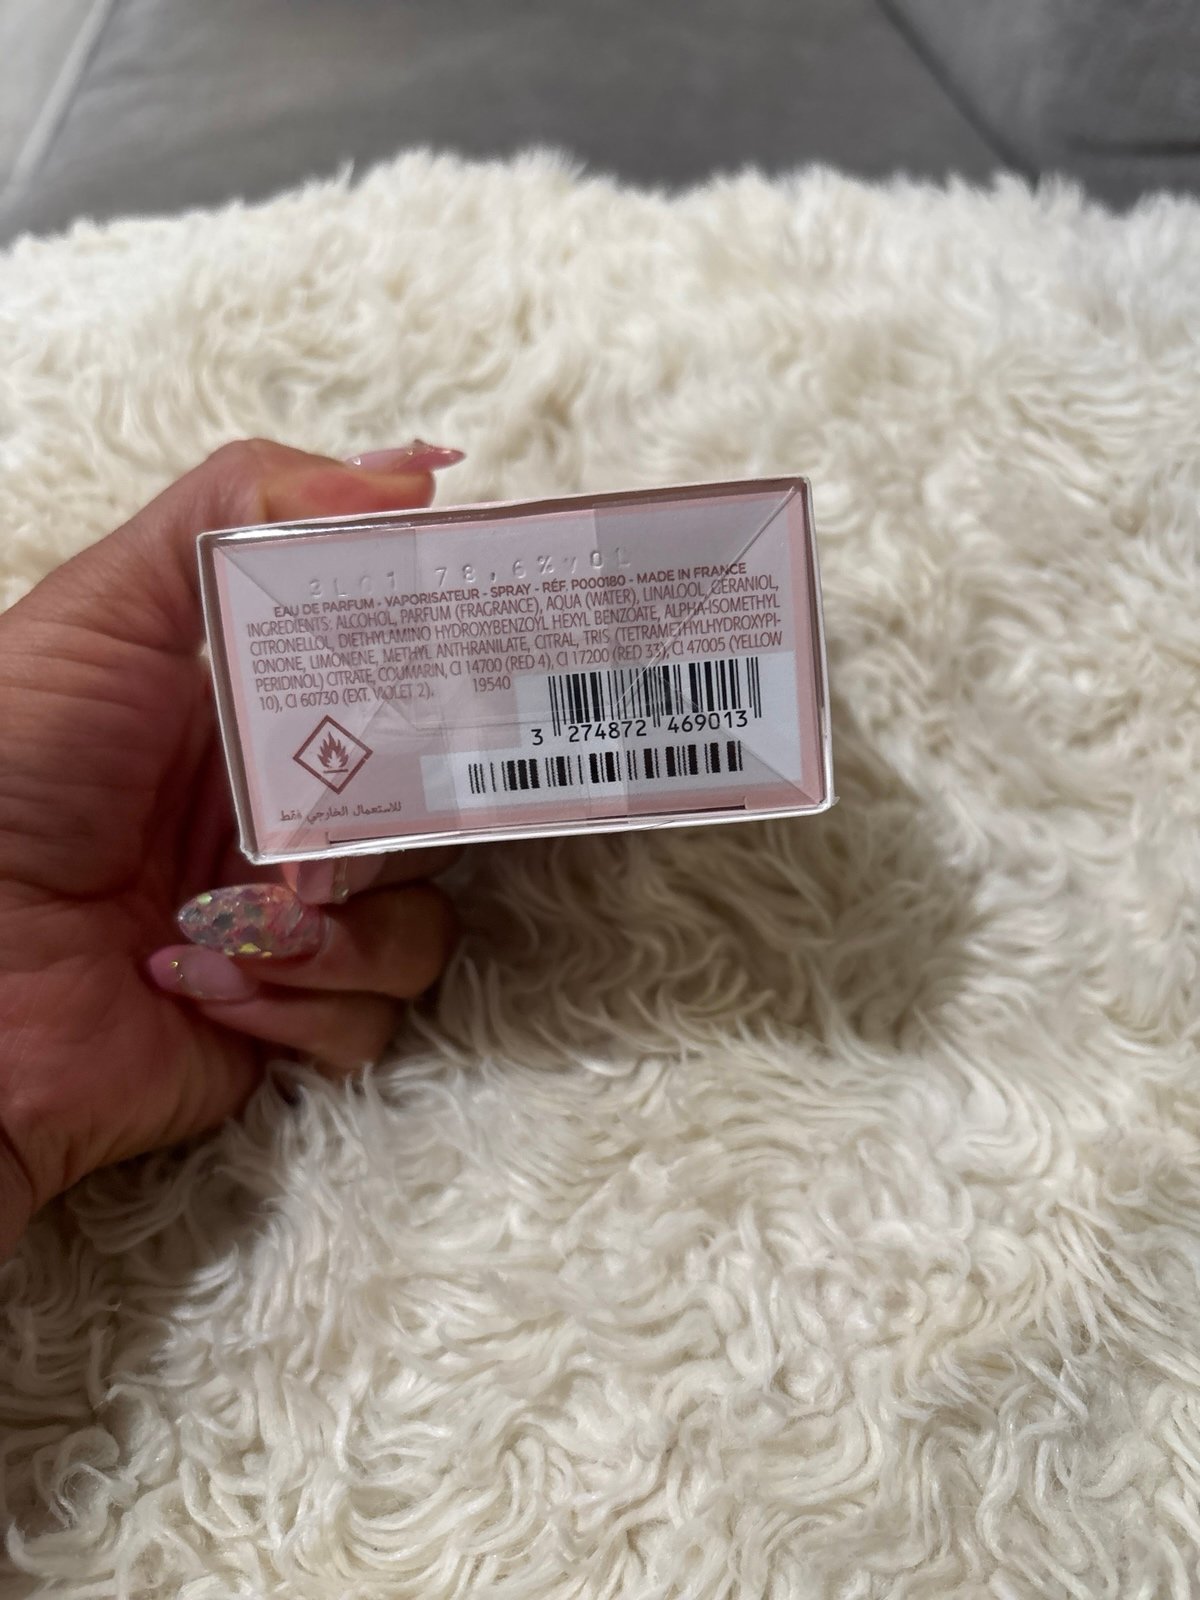 3L01 78,6%VOL
EAU DE PARFUM - VAPORISATEUR - SPRAY - RÉF. P000180 - MADE IN FRANCE
INGREDIENTS: ALCOHOL, PARFUM (FRAGRANCE), AQUA (WATER), LINALOOL, GERANIOL,
CITRONELLOL, DIETHYLAMINO HYDROXYBENZOYL HEXYL BENZOATE, ALPHA-ISOMETHYL
IONONE, LIMONENE, METHYL ANTHRANILATE, CITRAL, TRIS (TETRAMETHYLHYDROXYPI-
PERIDINOL) CITRATE, COUMARIN, CI 14700 (RED 4), CI 17200 (RED 33), CI 47005 (YELLOW
10), CI 60730 (EXT. VIOLET 2). 19540
3 274872 469013
للاستعمال الخارجي فقط